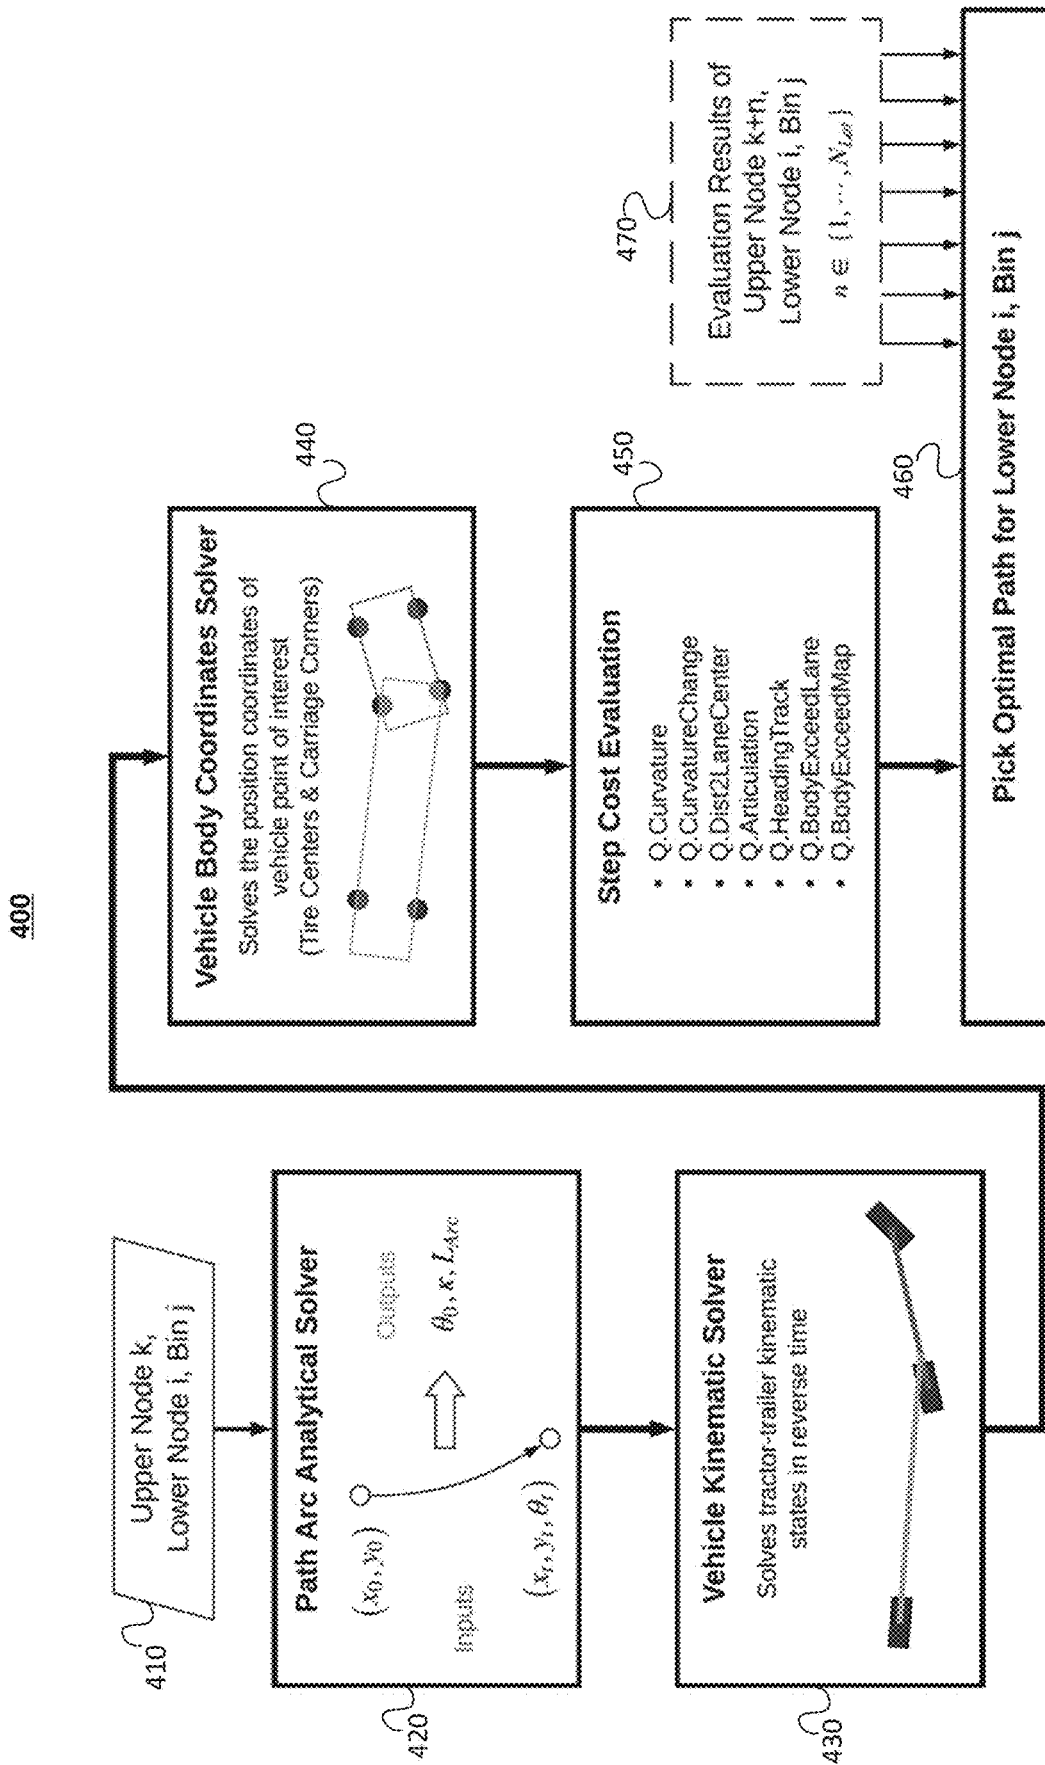 400
410
Upper Node k,
Lower Node i, Bin j
420
Path Arc Analytical Solver
Inputs
Outputs
(x₀, y₀)
(xₜ, yₜ, θₜ)
θ₀, κ, L_Arc
430
Vehicle Kinematic Solver
Solves tractor-trailer kinematic
states in reverse time
440
Vehicle Body Coordinates Solver
Solves the position coordinates of
vehicle point of interest
(Tire Centers & Carriage Corners)
450
Step Cost Evaluation
• Q.Curvature
• Q.CurvatureChange
• Q.Dist2LaneCenter
• Q.Articulation
• Q.HeadingTrack
• Q.BodyExceedLane
• Q.BodyExceedMap
470
Evaluation Results of
Upper Node k+n,
Lower Node i, Bin j
n ∈ {1, ⋯, N_Lat}
460
Pick Optimal Path for Lower Node i, Bin j